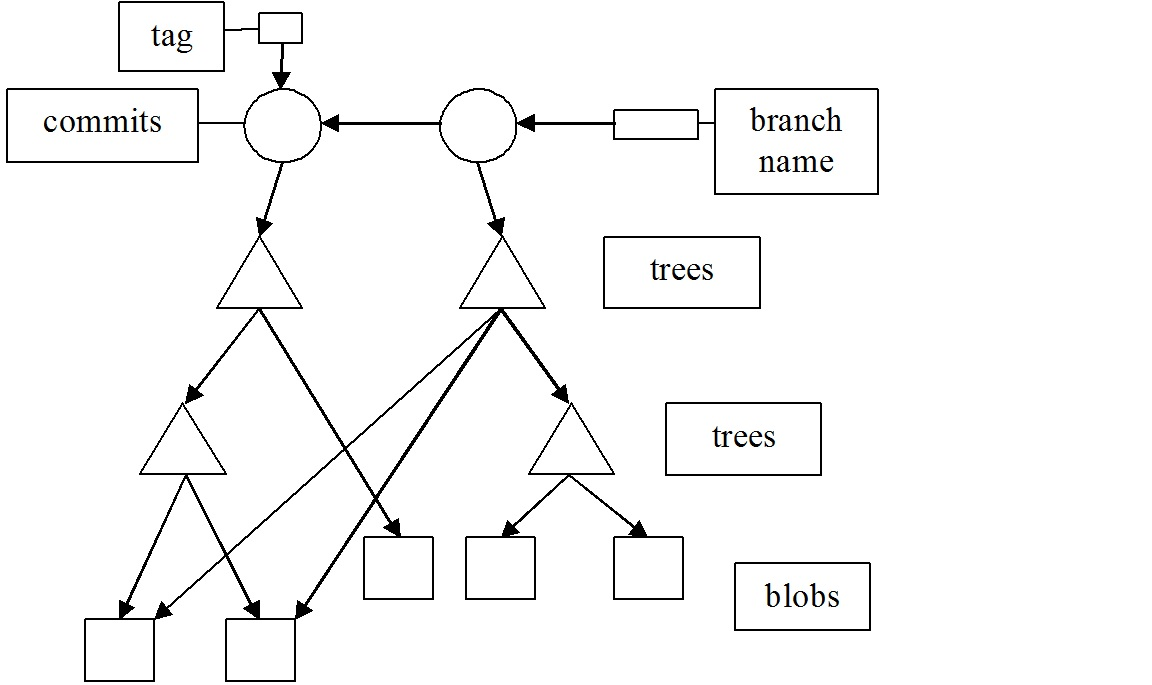 tag
commits
branch
name
trees
trees
blobs